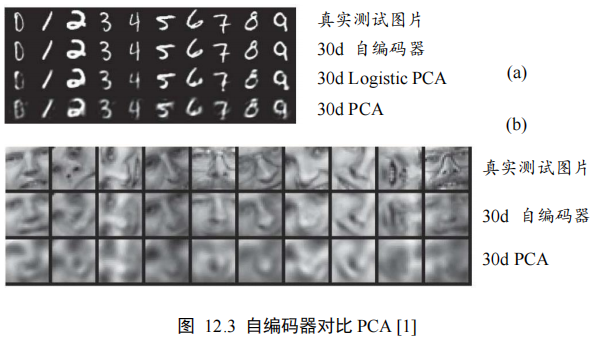 0 1 2 3 4 5 6 7 8 9 真实测试图片
0 1 2 3 4 5 6 7 8 9 30d 自编码器
0 1 2 3 4 5 6 7 8 9 30d Logistic PCA
0 1 2 3 4 5 6 7 8 9 30d PCA
(a)
(b)
真实测试图片
30d 自编码器
30d PCA
图 12.3 自编码器对比 PCA [1]